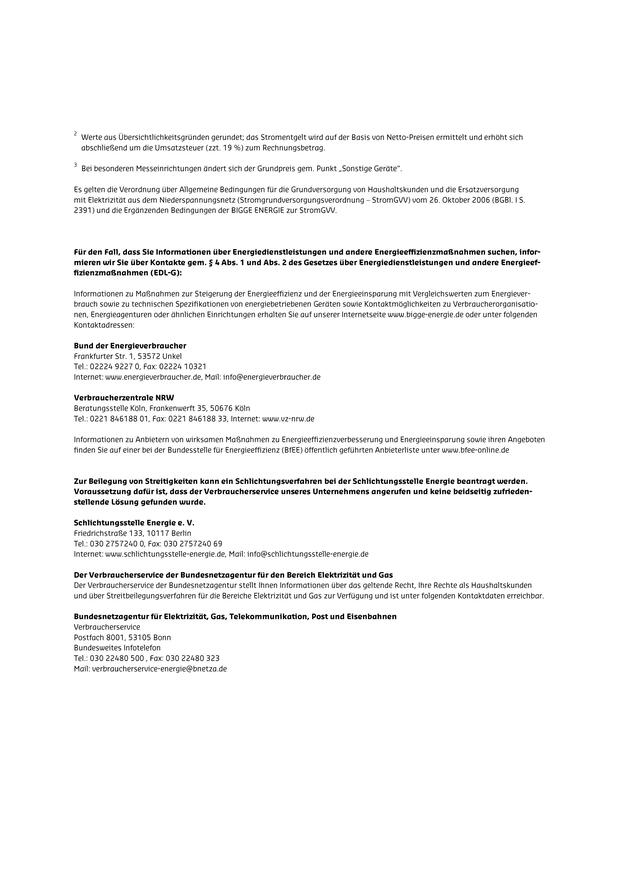 2 Werte aus Übersichtlichkeitsgründen gerundet; das Stromentgelt wird auf der Basis von Netto-Preisen ermittelt und erhöht sich
abschließend um die Umsatzsteuer (zzt. 19 %) zum Rechnungsbetrag.
3 Bei besonderen Messeinrichtungen ändert sich der Grundpreis gem. Punkt „Sonstige Geräte“.
Es gelten die Verordnung über Allgemeine Bedingungen für die Grundversorgung von Haushaltskunden und die Ersatzversorgung
mit Elektrizität aus dem Niederspannungsnetz (Stromgrundversorgungsverordnung – StromGVV) vom 26. Oktober 2006 (BGBl. I S.
2391) und die Ergänzenden Bedingungen der BIGGE ENERGIE zur StromGVV.
Für den Fall, dass Sie Informationen über Energiedienstleistungen und andere Energieeffizienzmaßnahmen suchen, infor-
mieren wir Sie über Kontakte gem. § 4 Abs. 1 und Abs. 2 des Gesetzes über Energiedienstleistungen und andere Energieef-
fizienzmaßnahmen (EDL-G):
Informationen zu Maßnahmen zur Steigerung der Energieeffizienz und der Energieeinsparung mit Vergleichswerten zum Energiever-
brauch sowie zu technischen Spezifikationen von energiebetriebenen Geräten sowie Kontaktmöglichkeiten zu Verbraucherorganisatio-
nen, Energieagenturen oder ähnlichen Einrichtungen erhalten Sie auf unserer Internetseite www.bigge-energie.de oder unter folgenden
Kontaktadressen:
Bund der Energieverbraucher
Frankfurter Str. 1, 53572 Unkel
Tel.: 02224 9227 0, Fax: 02224 10321
Internet: www.energieverbraucher.de, Mail: info@energieverbraucher.de
Verbraucherzentrale NRW
Beratungsstelle Köln, Frankenwerft 35, 50676 Köln
Tel.: 0221 846188 01, Fax: 0221 846188 33, Internet: www.vz-nrw.de
Informationen zu Anbietern von wirksamen Maßnahmen zu Energieeffizienzverbesserung und Energieeinsparung sowie ihren Angeboten
finden Sie auf einer bei der Bundesstelle für Energieeffizienz (BfEE) öffentlich geführten Anbieterliste unter www.bfee-online.de
Zur Beilegung von Streitigkeiten kann ein Schlichtungsverfahren bei der Schlichtungsstelle Energie beantragt werden.
Voraussetzung dafür ist, dass der Verbraucherservice unseres Unternehmens angerufen und keine beidseitig zufrieden-
stellende Lösung gefunden wurde.
Schlichtungsstelle Energie e. V.
Friedrichstraße 133, 10117 Berlin
Tel.: 030 2757240 0, Fax: 030 2757240 69
Internet: www.schlichtungsstelle-energie.de, Mail: info@schlichtungsstelle-energie.de
Der Verbraucherservice der Bundesnetzagentur für den Bereich Elektrizität und Gas
Der Verbraucherservice der Bundesnetzagentur stellt Ihnen Informationen über das geltende Recht, Ihre Rechte als Haushaltskunden
und über Streitbeilegungsverfahren für die Bereiche Elektrizität und Gas zur Verfügung und ist unter folgenden Kontaktdaten erreichbar.
Bundesnetzagentur für Elektrizität, Gas, Telekommunikation, Post und Eisenbahnen
Verbraucherservice
Postfach 8001, 53105 Bonn
Bundesweites Infotelefon
Tel.: 030 22480 500 , Fax: 030 22480 323
Mail: verbraucherservice-energie@bnetza.de